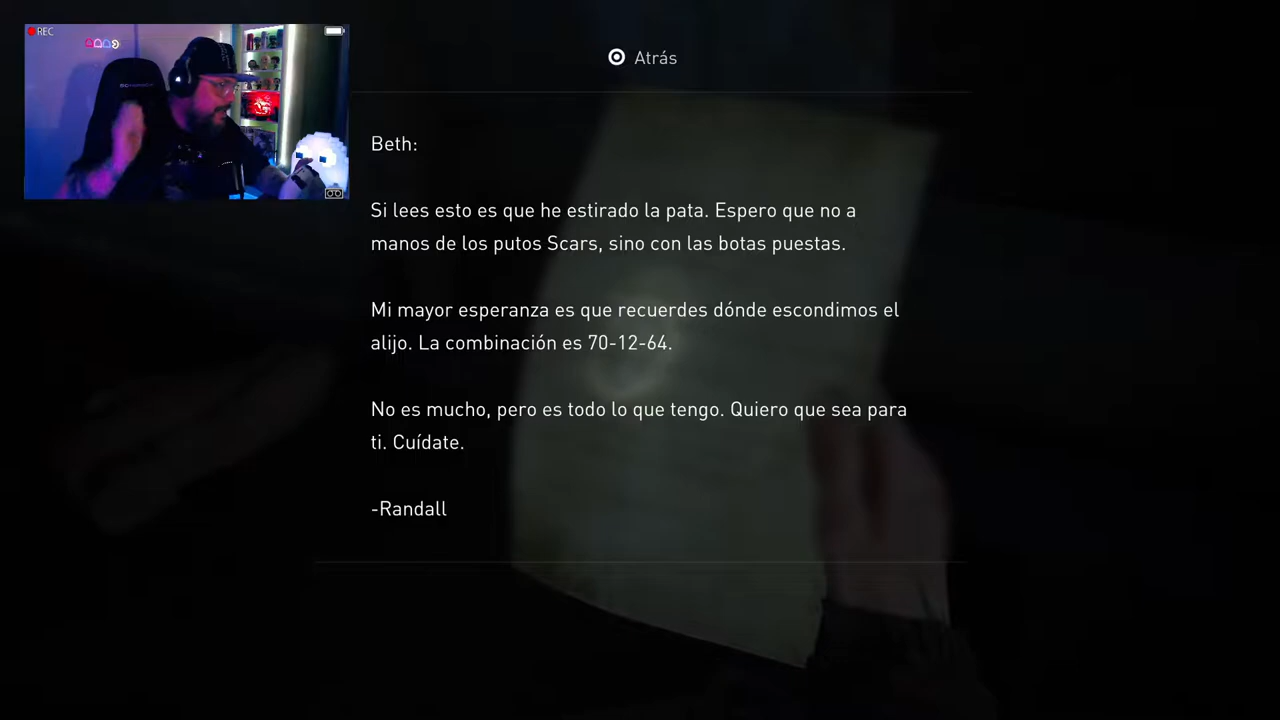 REC
Atrás
Beth:
Si lees esto es que he estirado la pata. Espero que no a
manos de los putos Scars, sino con las botas puestas.
Mi mayor esperanza es que recuerdes dónde escondimos el
alijo. La combinación es 70-12-64.
No es mucho, pero es todo lo que tengo. Quiero que sea para
ti. Cuídate.
-Randall